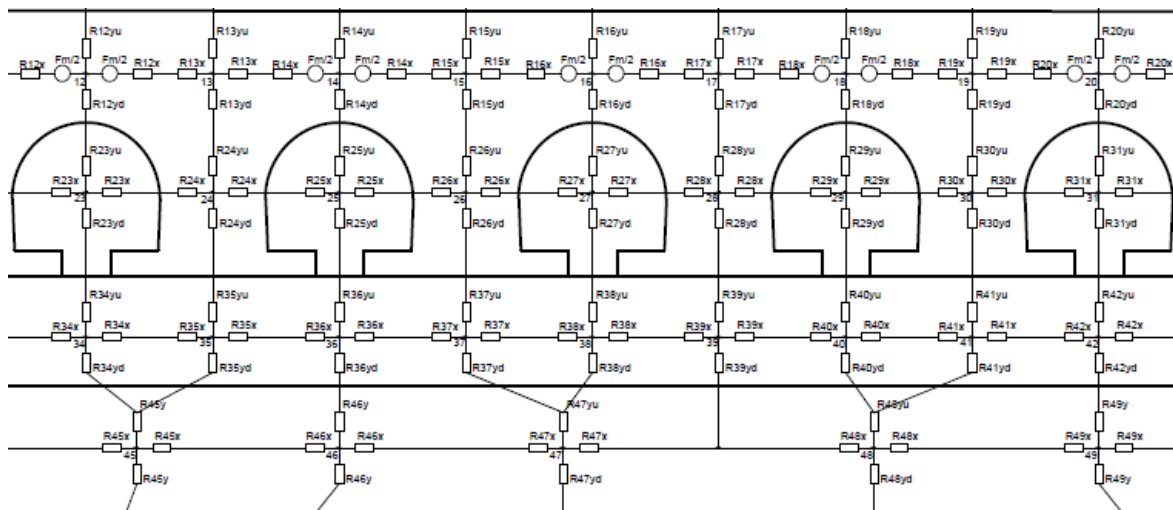 R12yu R13yu R14yu R15yu R16yu R17yu R18yu R19yu R20yu
R12x Fm/2 Fm/2 R12x R13x R13x R14x Fm/2 Fm/2 R14x R15x R15x R16x Fm/2 Fm/2 R16x R17x R17x R18x Fm/2 Fm/2 R18x R19x R19x R20x Fm/2 Fm/2 R20x
12 13 14 15 16 17 18 19 20
R12yd R13yd R14yd R15yd R16yd R17yd R18yd R19yd R20yd
R23yu R24yu R25yu R26yu R27yu R28yu R29yu R30yu R31yu
R23x R23x R24x R24x R25x R25x R26x R26x R27x R27x R28x R28x R29x R29x R30x R30x R31x R31x
23 24 25 26 27 28 29 30 31
R23yd R24yd R25yd R26yd R27yd R28yd R29yd R30yd R31yd
R34yu R35yu R36yu R37yu R38yu R39yu R40yu R41yu R42yu
R34x R34x R35x R35x R36x R36x R37x R37x R38x R38x R39x R39x R40x R40x R41x R41x R42x R42x
34 35 36 37 38 39 40 41 42
R34yd R35yd R36yd R37yd R38yd R39yd R40yd R41yd R42yd
R45y R46y R47yu R48yu R49y
R45x R45x R46x R46x R47x R47x R48x R48x R49x R49x
45 46 47 48 49
R45y R46y R47yd R48yd R49y